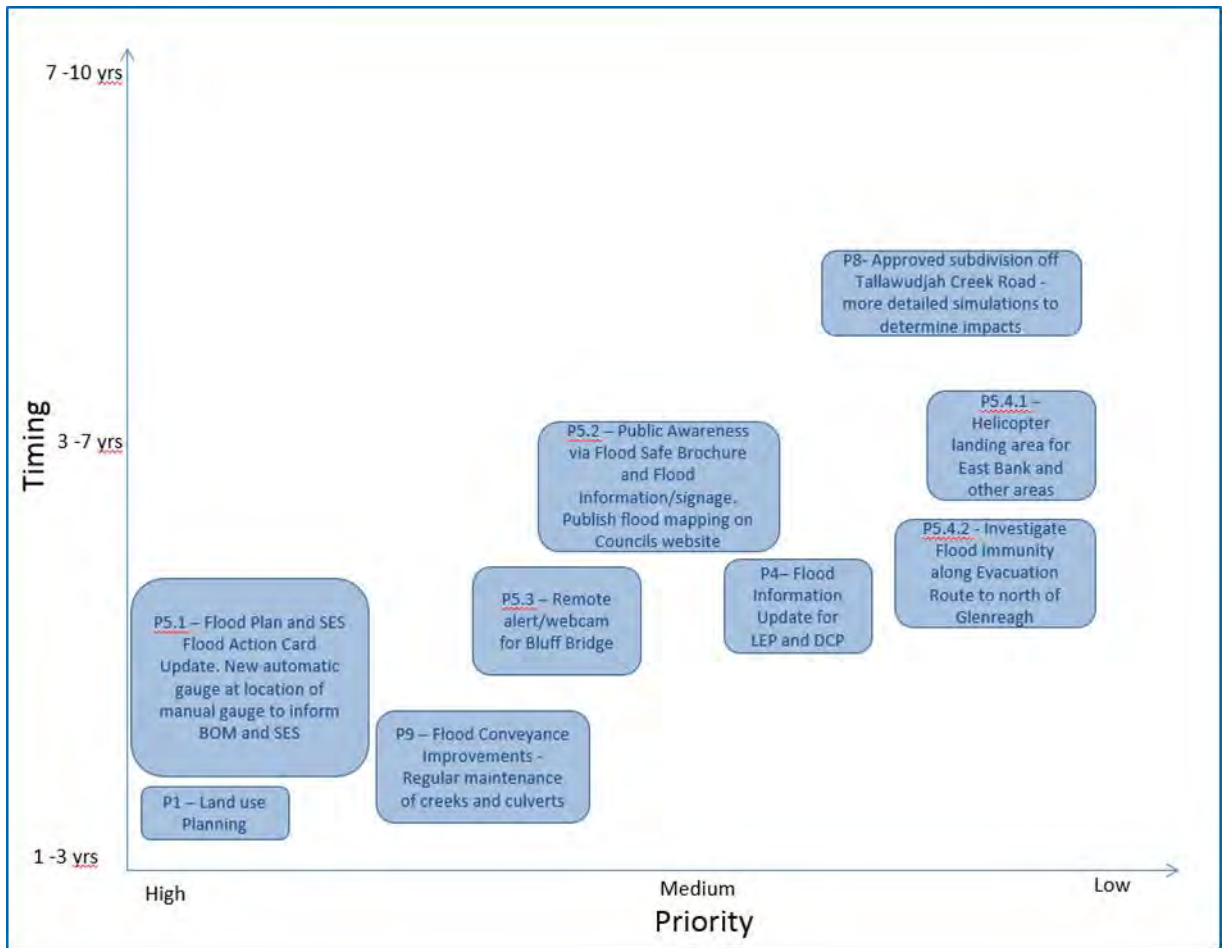 7 -10 yrs
P8- Approved subdivision off
Tallawudjah Creek Road -
more detailed simulations to
determine impacts
Timing
3 -7 yrs
P5.4.1 –
Helicopter
landing area for
East Bank and
other areas
P5.2 – Public Awareness
via Flood Safe Brochure
and Flood
Information/signage.
Publish flood mapping on
Councils website
P5.4.2 - Investigate
Flood Immunity
along Evacuation
Route to north of
Glenreagh
P5.3 – Remote
alert/webcam
for Bluff Bridge
P4– Flood
Information
Update for
LEP and DCP
P5.1 – Flood Plan and SES
Flood Action Card
Update. New automatic
gauge at location of
manual gauge to inform
BOM and SES
P9 – Flood Conveyance
Improvements -
Regular maintenance
of creeks and culverts
P1 – Land use
Planning
1 -3 yrs
High
Medium
Low
Priority